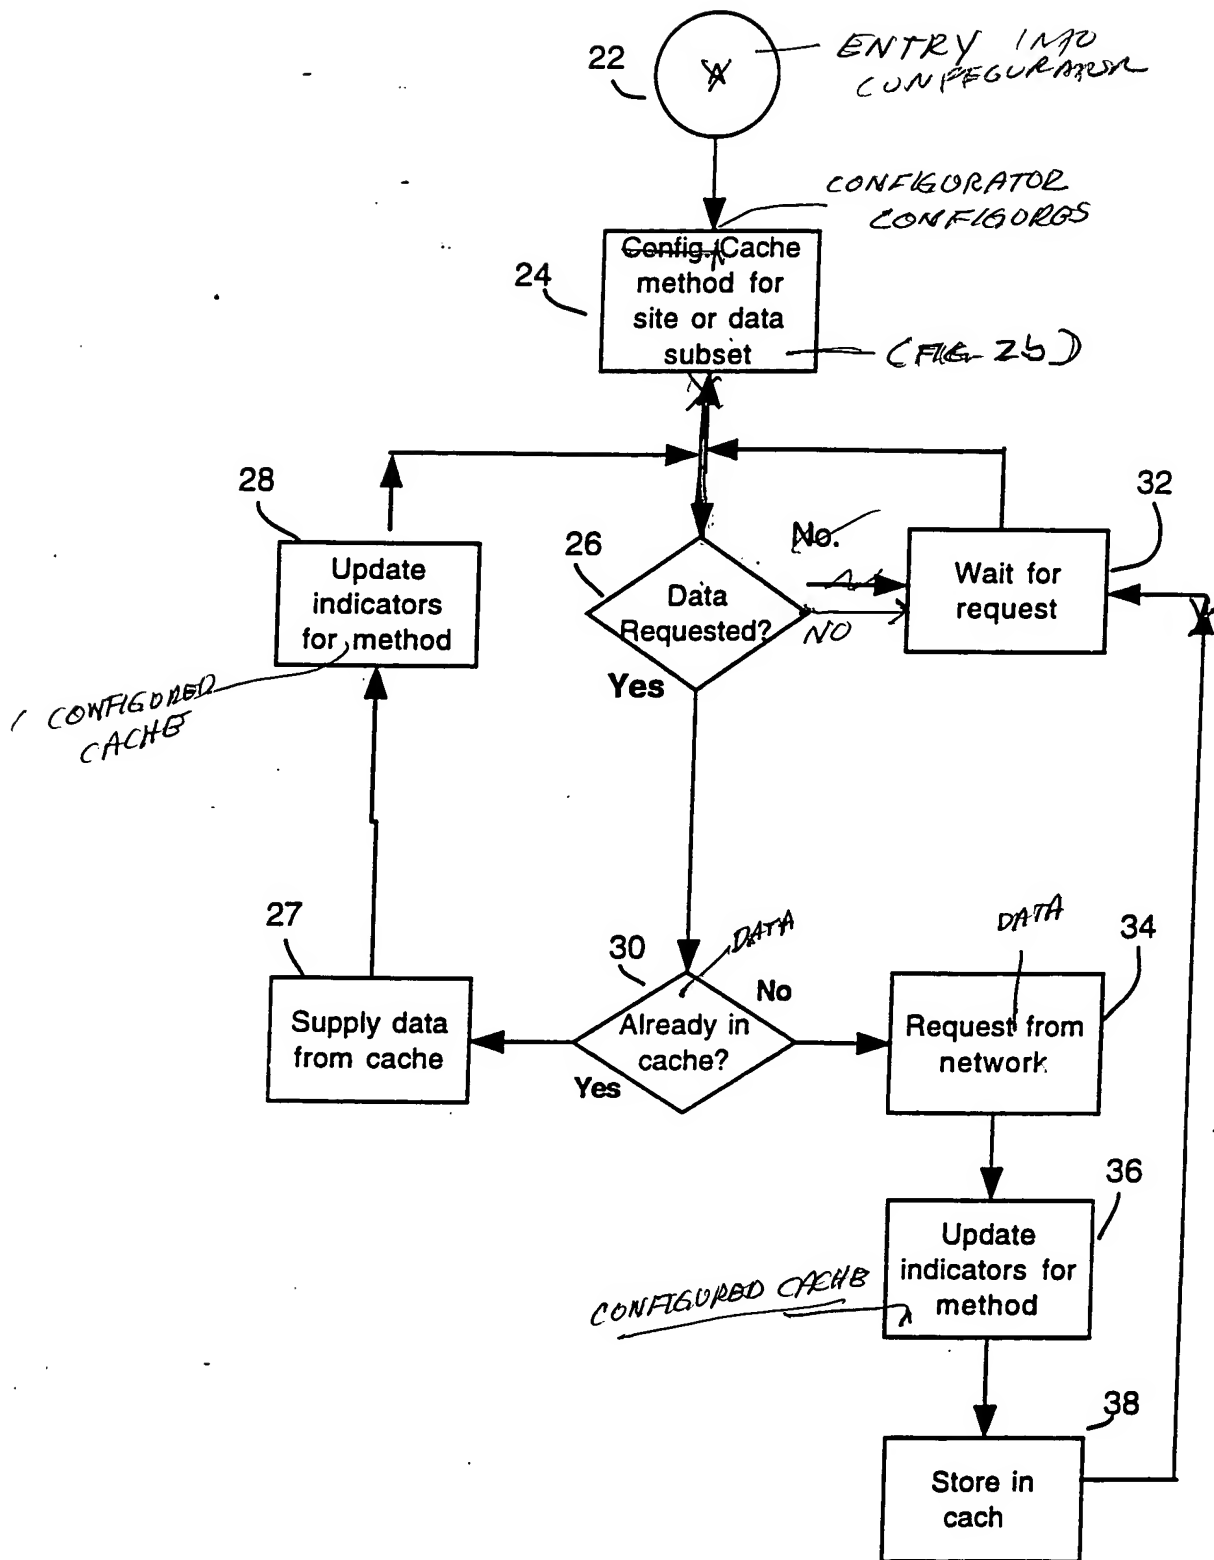 22
A
ENTRY INTO
CONFIGURATOR
CONFIGURATOR
CONFIGURES
24
Config. Cache
method for
site or data
subset
(FIG. 2b)
28
Update
indicators
for method
CONFIGURED
CACHE
26
Data
Requested?
No.
NO
Yes
32
Wait for
request
27
Supply data
from cache
30
DATA
Already in
cache?
No
Yes
DATA
34
Request from
network
36
Update
indicators for
method
CONFIGURED CACHE
38
Store in
cach